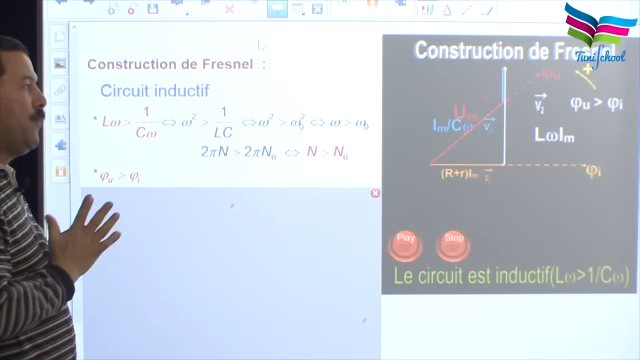 Construction de Fresnel :
Circuit inductif
* Lω > 1/Cω ⇔ ω² > 1/LC ⇔ ω² > ω₀² ⇔ ω > ω₀
2πN > 2πN₀ ⇔ N > N₀
* φu > φi
Construction de Fresnel
TuniSchool
φu
+
Um
Im/Cω
V⃗i
V⃗i
φu > φi
LωIm
(R+r)Im V⃗i
φi
Play
Stop
Le circuit est inductif(Lω>1/Cω)